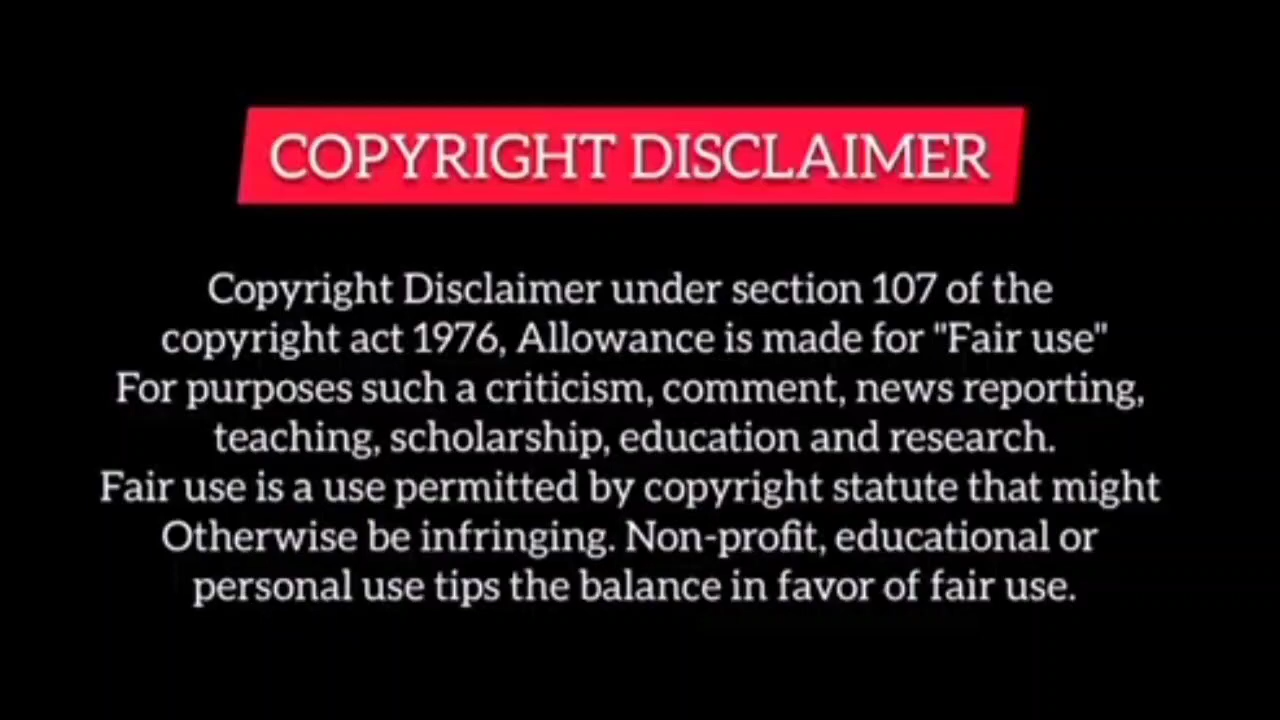 COPYRIGHT DISCLAIMER
Copyright Disclaimer under section 107 of the
copyright act 1976, Allowance is made for "Fair use"
For purposes such a criticism, comment, news reporting,
teaching, scholarship, education and research.
Fair use is a use permitted by copyright statute that might
Otherwise be infringing. Non-profit, educational or
personal use tips the balance in favor of fair use.